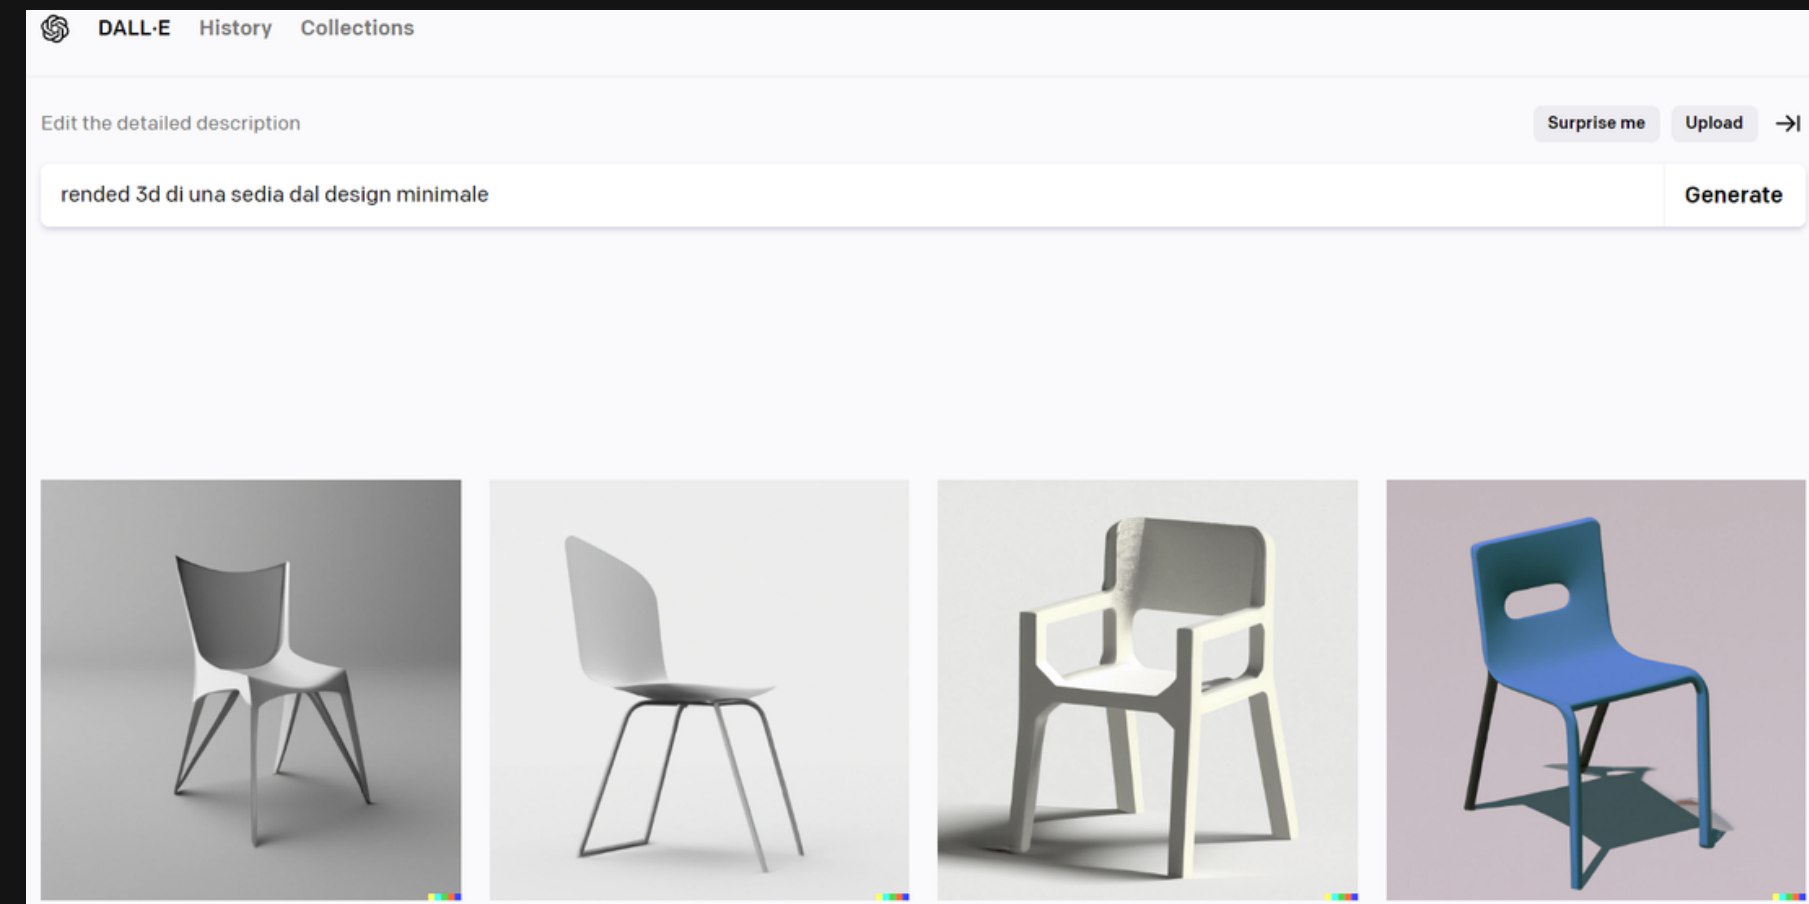 DALL·E History Collections
Edit the detailed description
Surprise me Upload
rended 3d di una sedia dal design minimale
Generate